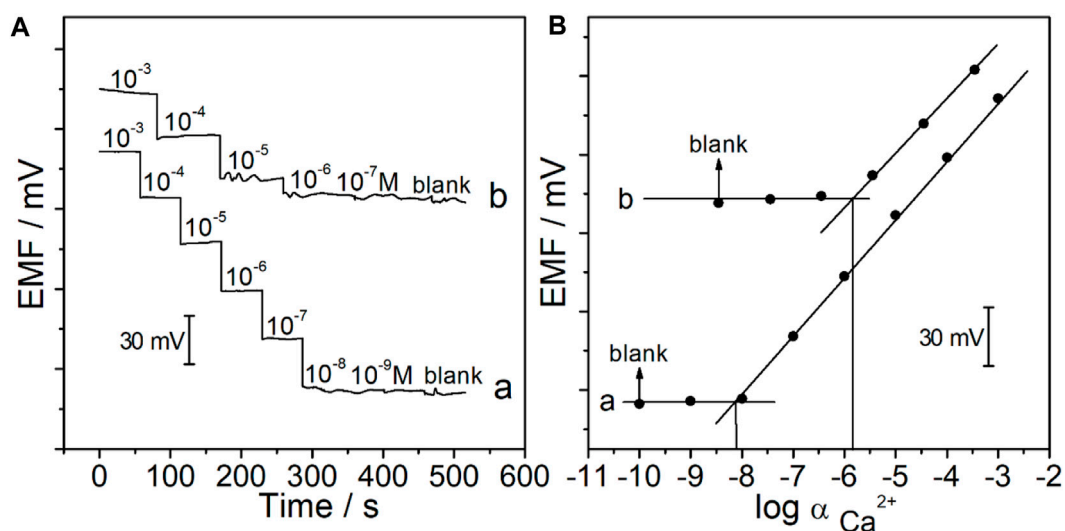 A
10⁻³
10⁻⁴
10⁻³
10⁻⁵
10⁻⁶ 10⁻⁷M blank
b
10⁻⁴
10⁻⁵
10⁻⁶
10⁻⁷
30 mV
10⁻⁸ 10⁻⁹M blank
a
EMF / mV
0 100 200 300 400 500 600
Time / s
B
blank
b
blank
a
30 mV
EMF / mV
-11 -10 -9 -8 -7 -6 -5 -4 -3 -2
log α Ca²⁺